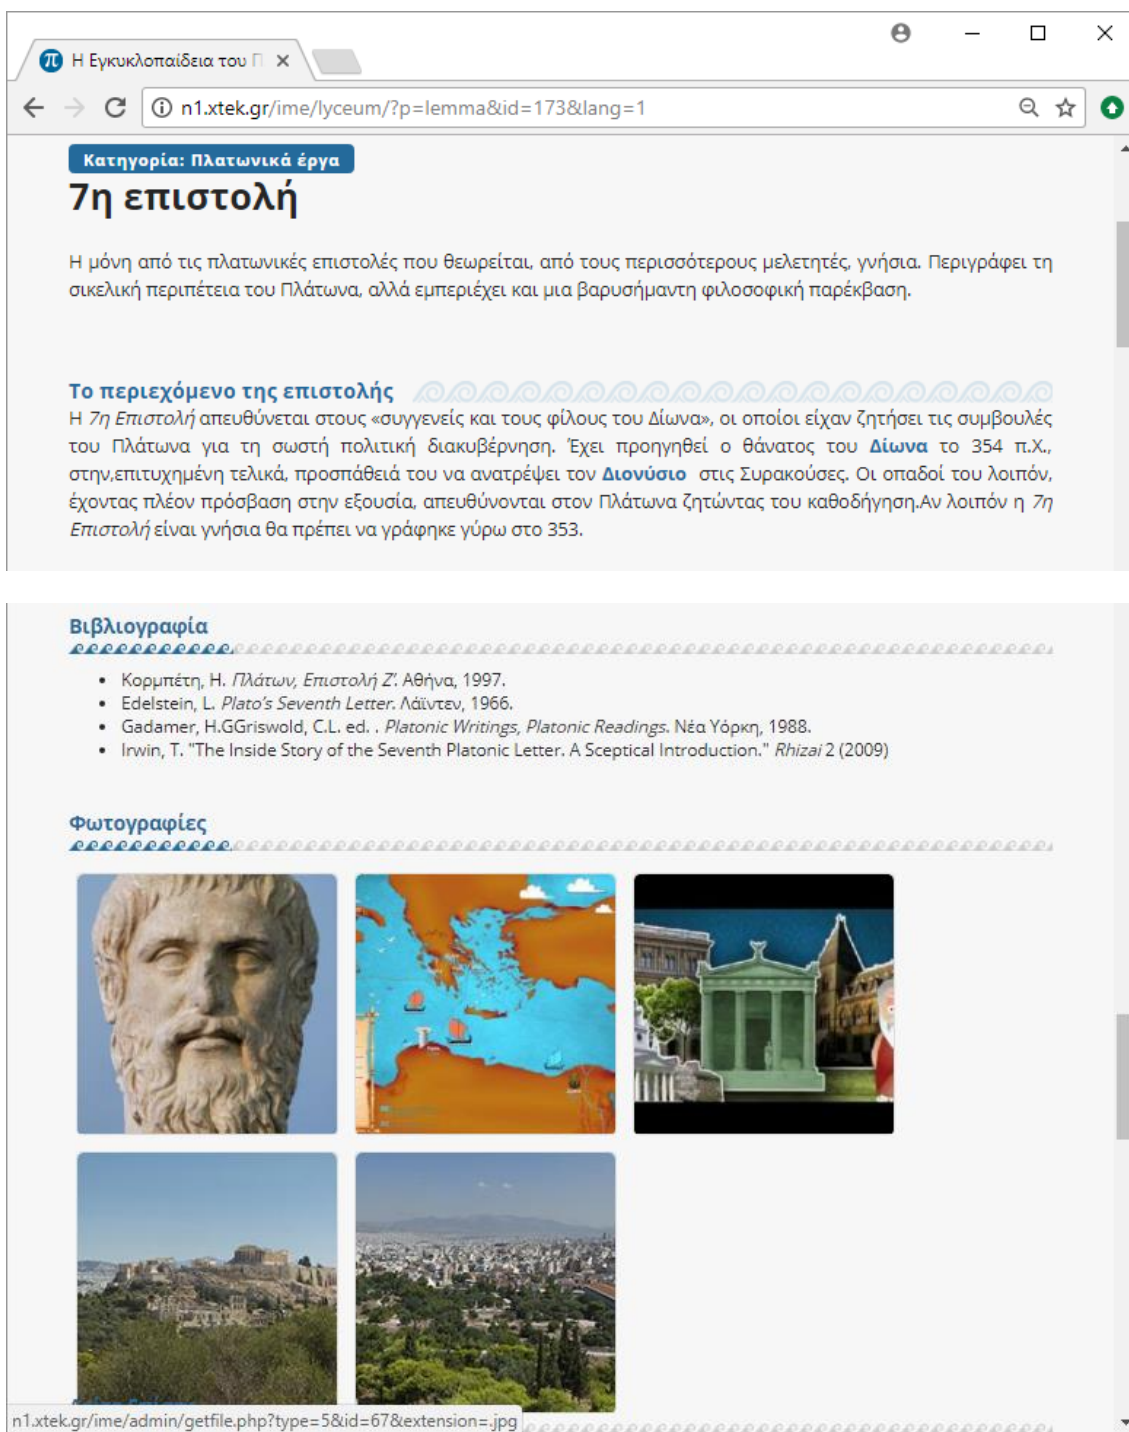 Η Εγκυκλοπαίδεια του Π
n1.xtek.gr/ime/lyceum/?p=lemma&id=173&lang=1
Κατηγορία: Πλατωνικά έργα
7η επιστολή
Η μόνη από τις πλατωνικές επιστολές που θεωρείται, από τους περισσότερους μελετητές, γνήσια. Περιγράφει τη
σικελική περιπέτεια του Πλάτωνα, αλλά εμπεριέχει και μια βαρυσήμαντη φιλοσοφική παρέκβαση.
Το περιεχόμενο της επιστολής
Η 7η Επιστολή απευθύνεται στους «συγγενείς και τους φίλους του Δίωνα», οι οποίοι είχαν ζητήσει τις συμβουλές
του Πλάτωνα για τη σωστή πολιτική διακυβέρνηση. Έχει προηγηθεί ο θάνατος του Δίωνα το 354 π.Χ.,
στην,επιτυχημένη τελικά, προσπάθειά του να ανατρέψει τον Διονύσιο στις Συρακούσες. Οι οπαδοί του λοιπόν,
έχοντας πλέον πρόσβαση στην εξουσία, απευθύνονται στον Πλάτωνα ζητώντας του καθοδήγηση.Αν λοιπόν η 7η
Επιστολή είναι γνήσια θα πρέπει να γράφηκε γύρω στο 353.
Βιβλιογραφία
• Κορμπέτη, Η. Πλάτων, Επιστολή Ζ'. Αθήνα, 1997.
• Edelstein, L. Plato's Seventh Letter. Λάϊντεν, 1966.
• Gadamer, H.GGriswold, C.L. ed. . Platonic Writings, Platonic Readings. Νέα Υόρκη, 1988.
• Irwin, T. "The Inside Story of the Seventh Platonic Letter. A Sceptical Introduction." Rhizai 2 (2009)
Φωτογραφίες
n1.xtek.gr/ime/admin/getfile.php?type=5&id=67&extension=.jpg